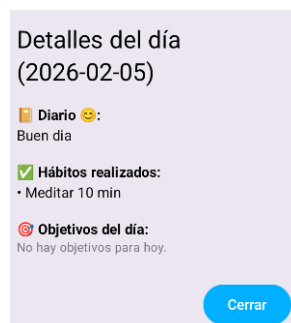 Detalles del día
(2026-02-05)
📔 Diario 😊:
Buen dia
✅ Hábitos realizados:
• Meditar 10 min
🎯 Objetivos del día:
No hay objetivos para hoy.
Cerrar